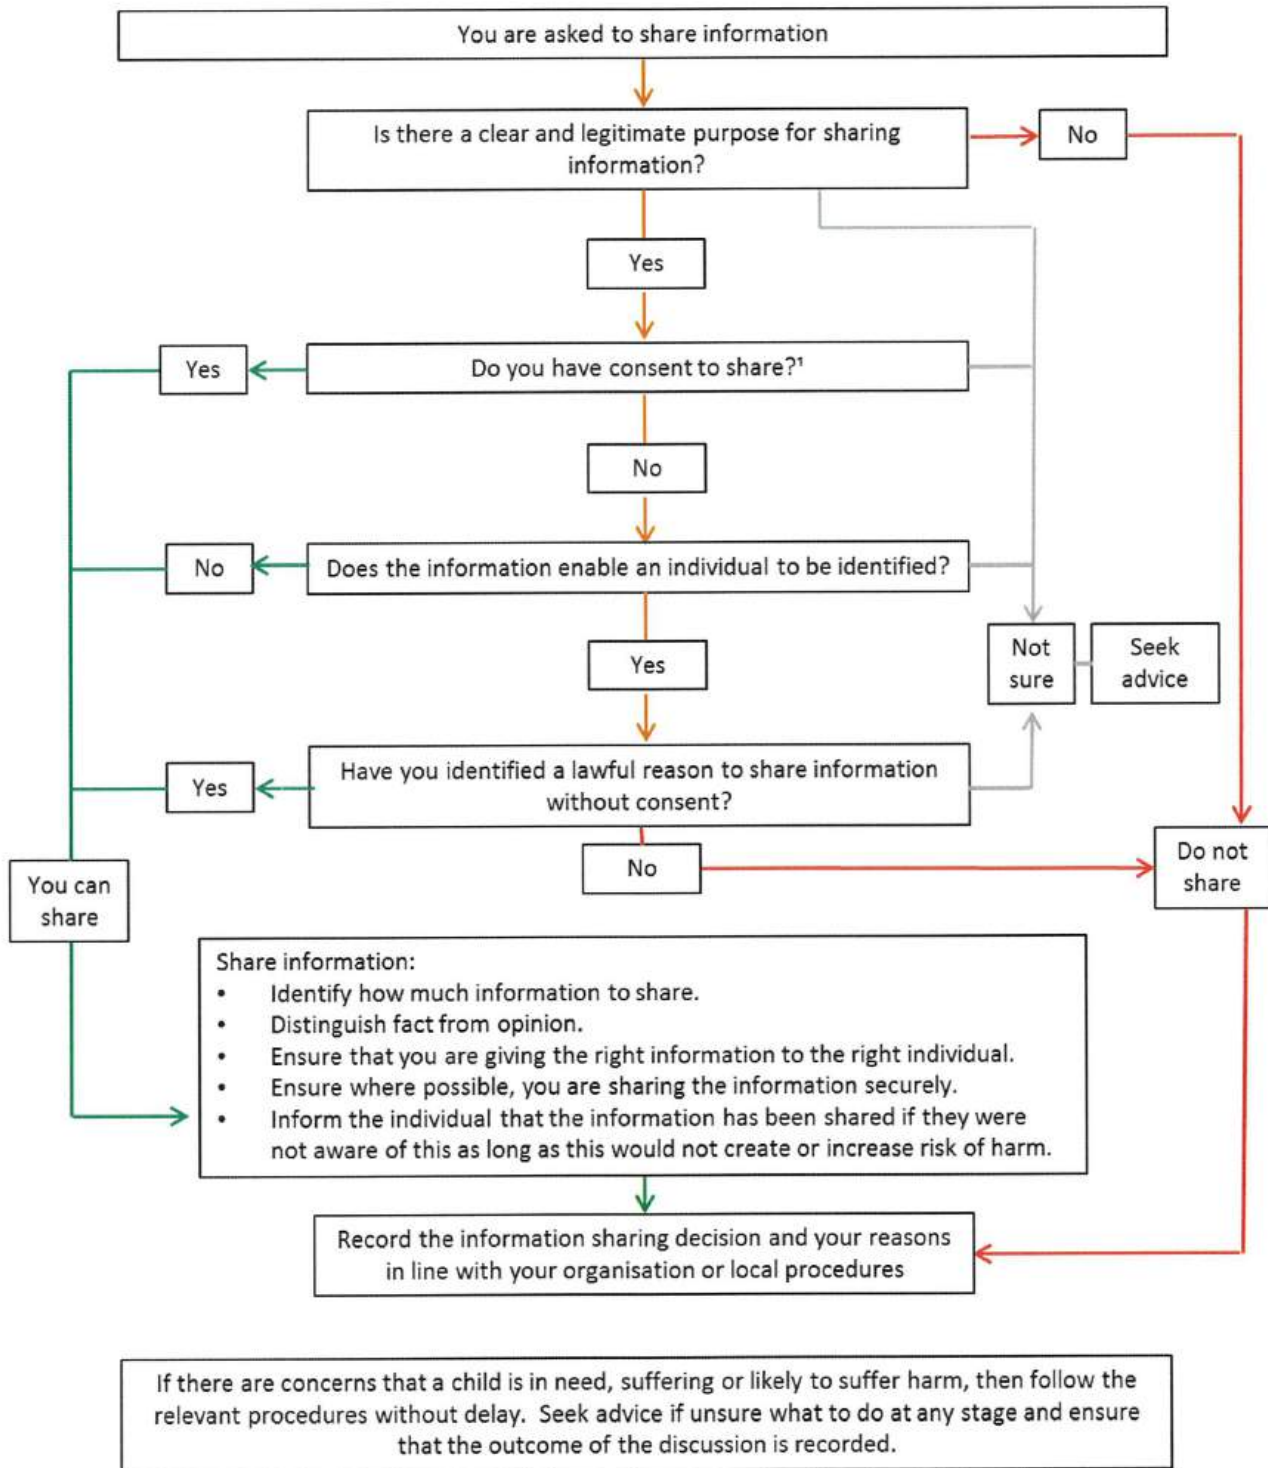 You are asked to share information
Is there a clear and legitimate purpose for sharing
information?
No
Yes
Do you have consent to share?¹
Yes
No
Does the information enable an individual to be identified?
No
Yes
Not
sure
Seek
advice
Have you identified a lawful reason to share information
without consent?
Yes
No
Do not
share
You can
share
Share information:
• Identify how much information to share.
• Distinguish fact from opinion.
• Ensure that you are giving the right information to the right individual.
• Ensure where possible, you are sharing the information securely.
• Inform the individual that the information has been shared if they were
not aware of this as long as this would not create or increase risk of harm.
Record the information sharing decision and your reasons
in line with your organisation or local procedures
If there are concerns that a child is in need, suffering or likely to suffer harm, then follow the
relevant procedures without delay. Seek advice if unsure what to do at any stage and ensure
that the outcome of the discussion is recorded.